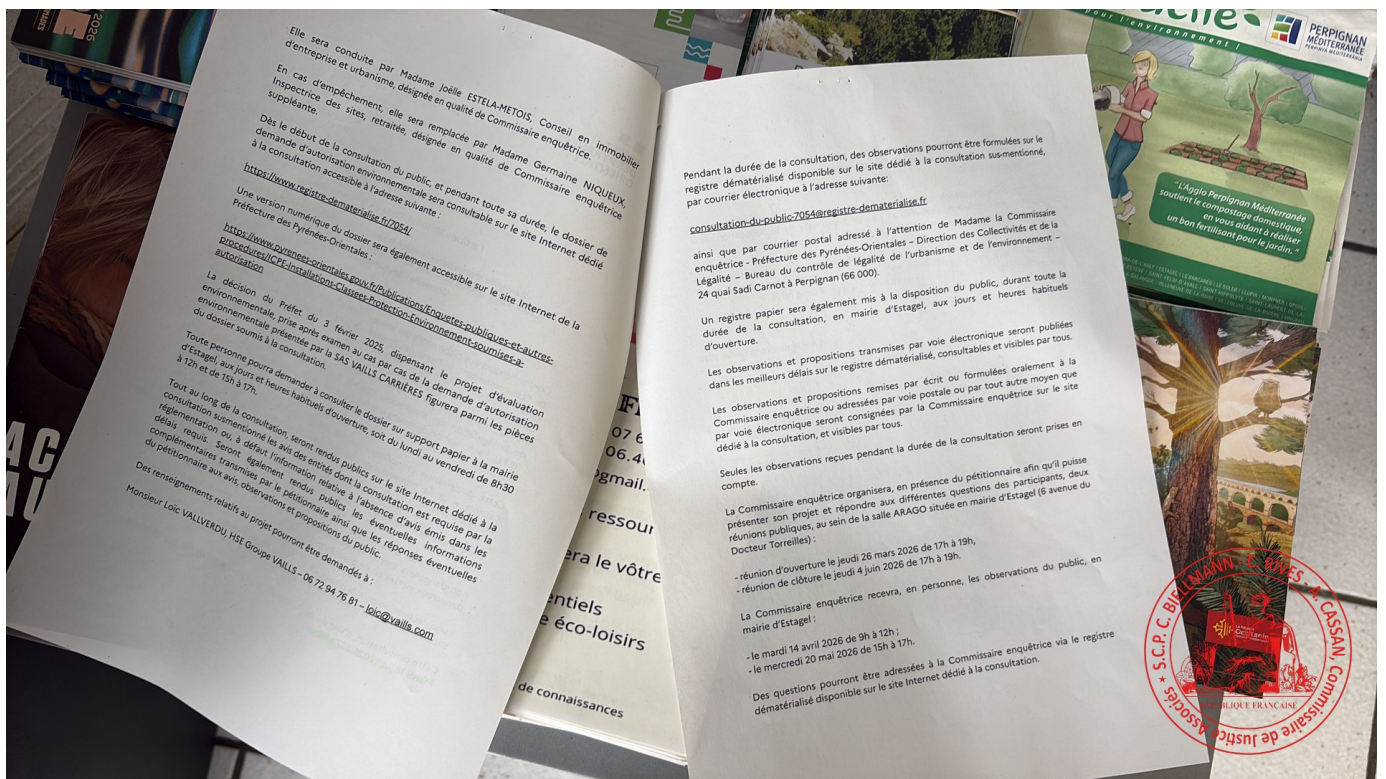 Elle sera conduite par Madame Joëlle ESTELA-METOIS, Conseil en immobilier
d'entreprise et urbanisme, désignée en qualité de Commissaire enquêtrice.
En cas d'empêchement, elle sera remplacée par Madame Germaine NIQUEUX,
Inspectrice des sites, retraitée, désignée en qualité de Commissaire enquêtrice
suppléante.
Dès le début de la consultation du public, et pendant toute sa durée, le dossier de
demande d'autorisation environnementale sera consultable sur le site Internet dédié
à la consultation accessible à l'adresse suivante :
https://www.registre-dematerialise.fr/7054/
Une version numérique du dossier sera également accessible sur le site Internet de la
Préfecture des Pyrénées-Orientales :
https://www.pyrenees-orientales.gouv.fr/Publications/Enquetes-publiques-et-autres-
procedures/ICPE-Installations-Classees-Protection-Environnement-soumises-a-
autorisation
La décision du Préfet du 3 février 2025, dispensant le projet d'évaluation
environnementale, prise après examen au cas par cas de la demande d'autorisation
environnementale présentée par la SAS VAILLS CARRIÈRES figurera parmi les pièces
du dossier soumis à la consultation.
Toute personne pourra demander à consulter le dossier sur support papier à la mairie
d'Estagel, aux jours et heures habituels d'ouverture, soit du lundi au vendredi de 8h30
à 12h et de 15h à 17h.
Tout au long de la consultation, seront rendus publics sur le site Internet dédié à la
consultation susmentionné les avis des entités dont la consultation est requise par la
réglementation ou, à défaut l'information relative à l'absence d'avis émis dans les
délais requis. Seront également rendus publics les éventuelles informations
complémentaires transmises par le pétitionnaire ainsi que les réponses éventuelles
du pétitionnaire aux avis, observations et propositions du public.
Des renseignements relatifs au projet pourront être demandés à :
Monsieur Loïc VALLVERDU, HSE Groupe VAILLS – 06 72 94 76 81 – loic@vaills.com
Pendant la durée de la consultation, des observations pourront être formulées sur le
registre dématérialisé disponible sur le site dédié à la consultation sus-mentionné,
par courrier électronique à l'adresse suivante:
consultation-du-public-7054@registre-dematerialise.fr
ainsi que par courrier postal adressé à l'attention de Madame la Commissaire
enquêtrice - Préfecture des Pyrénées-Orientales – Direction des Collectivités et de la
Légalité – Bureau du contrôle de légalité de l'urbanisme et de l'environnement –
24 quai Sadi Carnot à Perpignan (66 000).
Un registre papier sera également mis à la disposition du public, durant toute la
durée de la consultation, en mairie d'Estagel, aux jours et heures habituels
d'ouverture.
Les observations et propositions transmises par voie électronique seront publiées
dans les meilleurs délais sur le registre dématérialisé, consultables et visibles par tous.
Les observations et propositions remises par écrit ou formulées oralement à la
Commissaire enquêtrice ou adressées par voie postale ou par tout autre moyen que
par voie électronique seront consignées par la Commissaire enquêtrice sur le site
dédié à la consultation, et visibles par tous.
Seules les observations reçues pendant la durée de la consultation seront prises en
compte.
La Commissaire enquêtrice organisera, en présence du pétitionnaire afin qu'il puisse
présenter son projet et répondre aux différentes questions des participants, deux
réunions publiques, au sein de la salle ARAGO située en mairie d'Estagel (6 avenue du
Docteur Torreilles) :
- réunion d'ouverture le jeudi 26 mars 2026 de 17h à 19h,
- réunion de clôture le jeudi 4 juin 2026 de 17h à 19h.
La Commissaire enquêtrice recevra, en personne, les observations du public, en
mairie d'Estagel :
- le mardi 14 avril 2026 de 9h à 12h ;
- le mercredi 20 mai 2026 de 15h à 17h.
Des questions pourront être adressées à la Commissaire enquêtrice via le registre
dématérialisé disponible sur le site Internet dédié à la consultation.
2026
07 6
06.4
@gmail.
ressour
era le vôtre
entiels
e éco-loisirs
de connaissances
pour l'environnement !
PERPIGNAN
MÉDITERRANÉE
"L'Agglo Perpignan Méditerranée
soutient le compostage domestique,
en vous aidant à réaliser
un bon fertilisant pour le jardin."
Occitanie
S.C.P. C. BIELLMANN, C. RIVES, A. CASSAN, Commissaire de Justice Associés
RÉPUBLIQUE FRANÇAISE